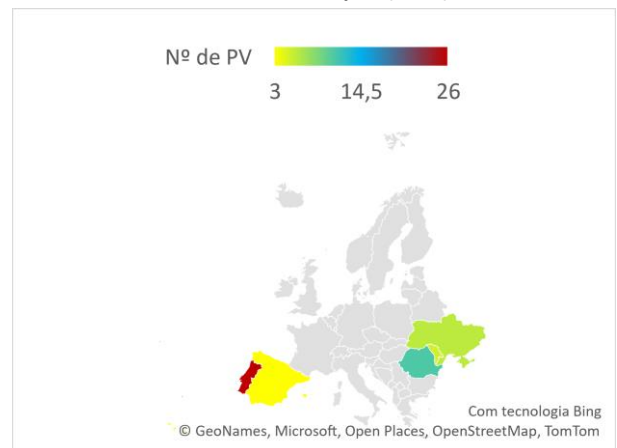 Nº de PV
3 14,5 26
Com tecnologia Bing
© GeoNames, Microsoft, Open Places, OpenStreetMap, TomTom